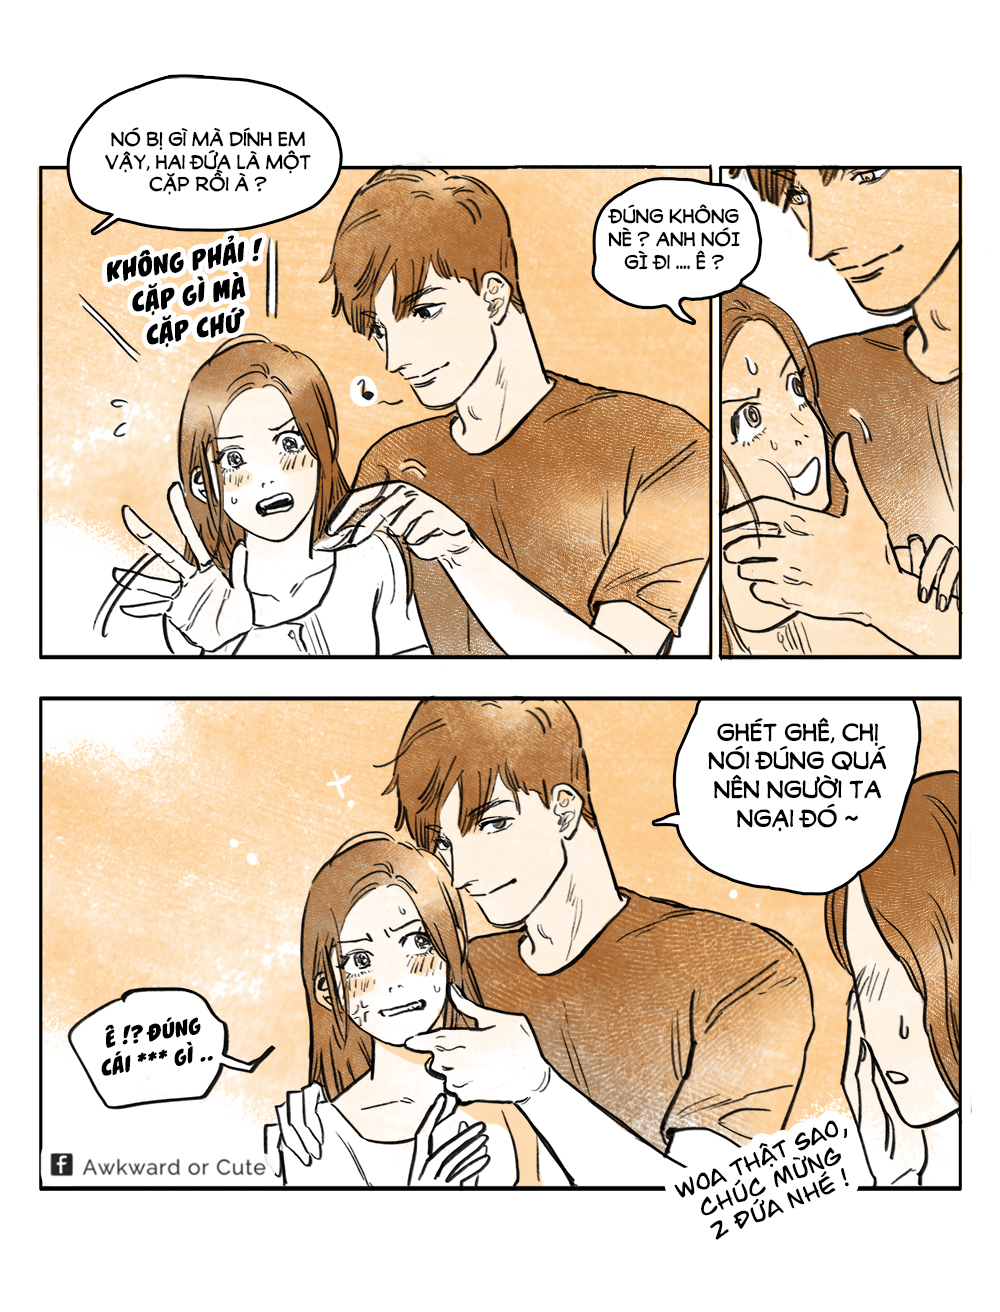 NÓ BỊ GÌ MÀ DÍNH EM
VẬY, HAI ĐỨA LÀ MỘT
CẶP RỒI À ?
KHÔNG PHẢI !
CẶP GÌ MÀ
CẶP CHỨ
ĐÚNG KHÔNG
NÈ ? ANH NÓI
GÌ ĐI .... Ê ?
GHÉT GHÊ, CHỊ
NÓI ĐÚNG QUÁ
NÊN NGƯỜI TA
NGẠI ĐÓ ~
Ê !? ĐÚNG
CÁI *** GÌ ..
WOA THẬT SAO,
CHÚC MỪNG
2 ĐỨA NHÉ !
f Awkward or Cute